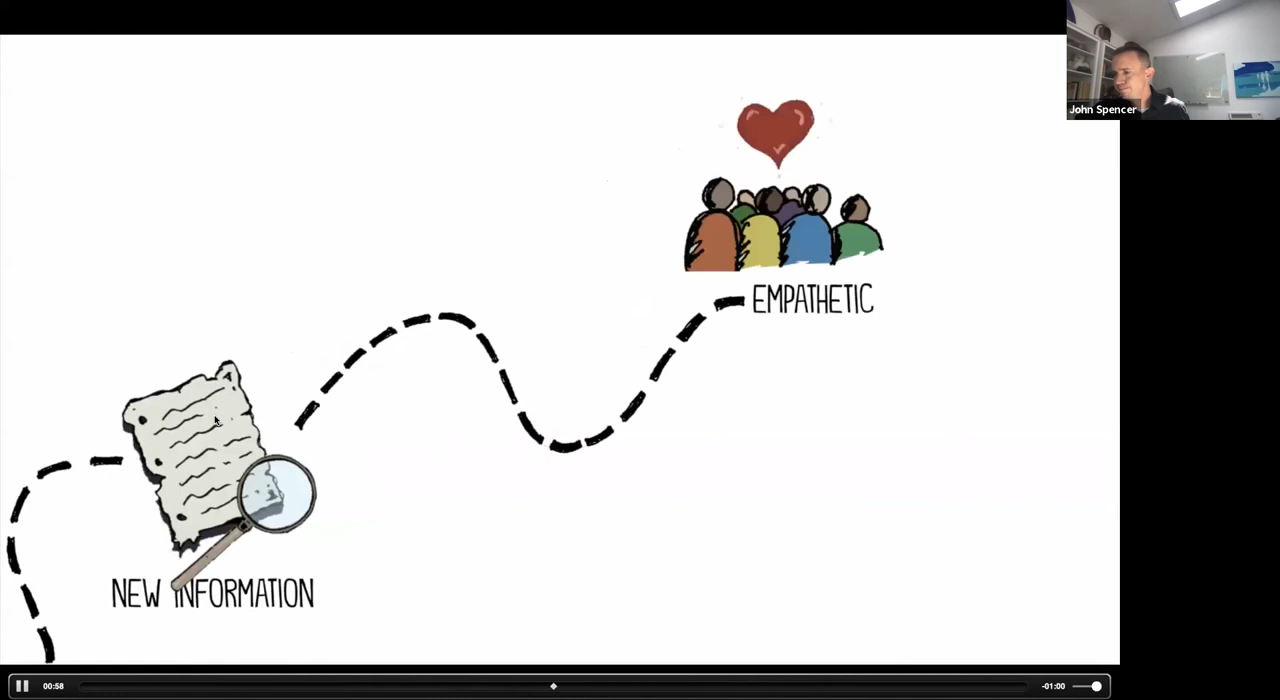 John Spencer
EMPATHETIC
NEW INFORMATION
00:58
-01:00